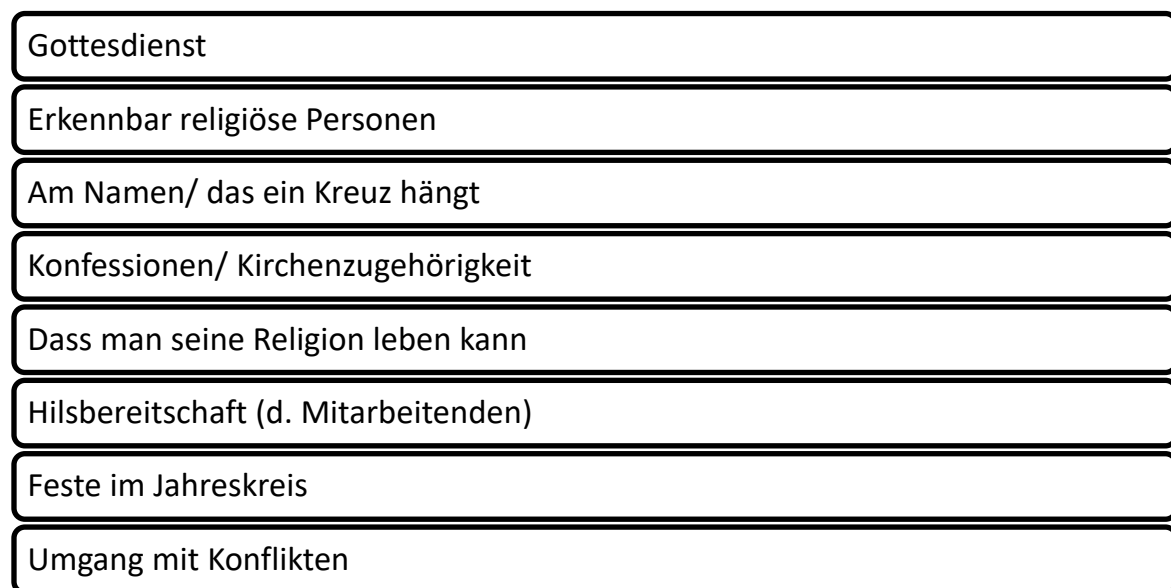 Gottesdienst
Erkennbar religiöse Personen
Am Namen/ das ein Kreuz hängt
Konfessionen/ Kirchenzugehörigkeit
Dass man seine Religion leben kann
Hilsbereitschaft (d. Mitarbeitenden)
Feste im Jahreskreis
Umgang mit Konflikten